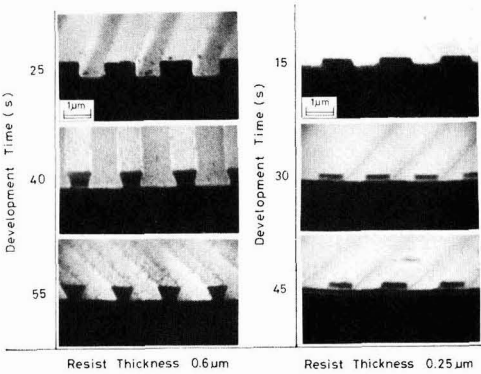 Development Time (s)
25
1µm
40
55
Resist Thickness 0.6µm
Development Time (s)
15
1µm
30
45
Resist Thickness 0.25µm